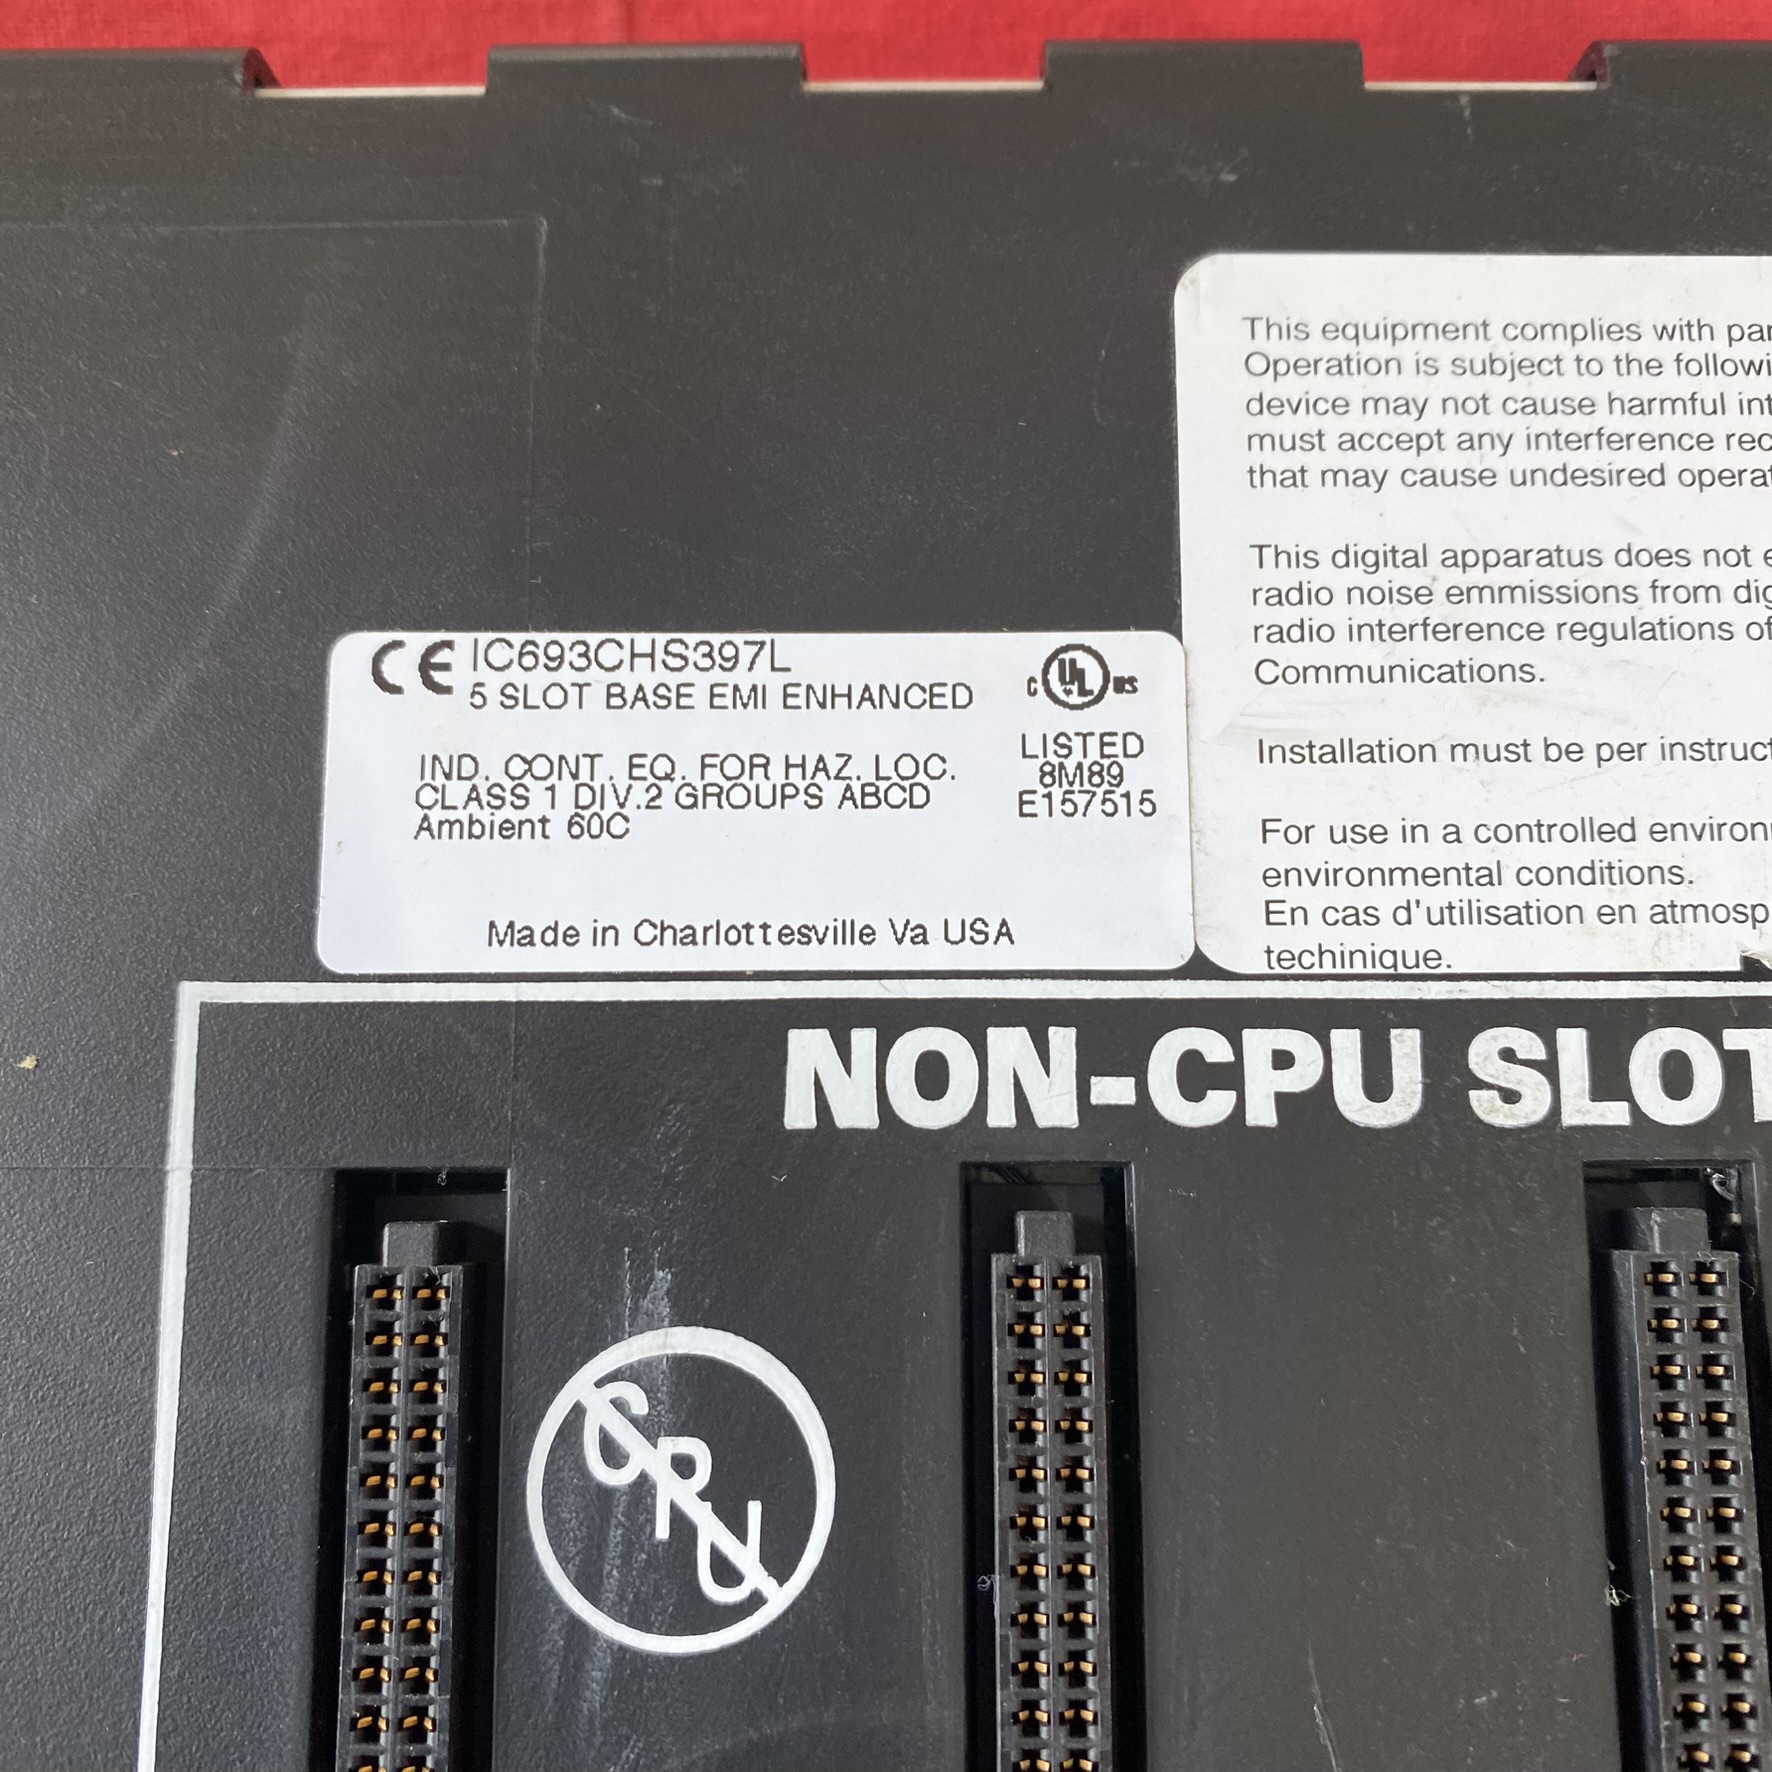 CE IC693CHS397L
5 SLOT BASE EMI ENHANCED
IND. CONT. EQ. FOR HAZ. LOC.
CLASS 1 DIV.2 GROUPS ABCD
Ambient 60C
C UL US
LISTED
8M89
E157515
Made in Charlottesville Va USA
This equipment complies with par
Operation is subject to the followi
device may not cause harmful int
must accept any interference rec
that may cause undesired operat
This digital apparatus does not e
radio noise emmissions from dig
radio interference regulations of
Communications.
Installation must be per instruct
For use in a controlled environ
environmental conditions.
En cas d'utilisation en atmosp
techinique.
NON-CPU SLOT
CPU